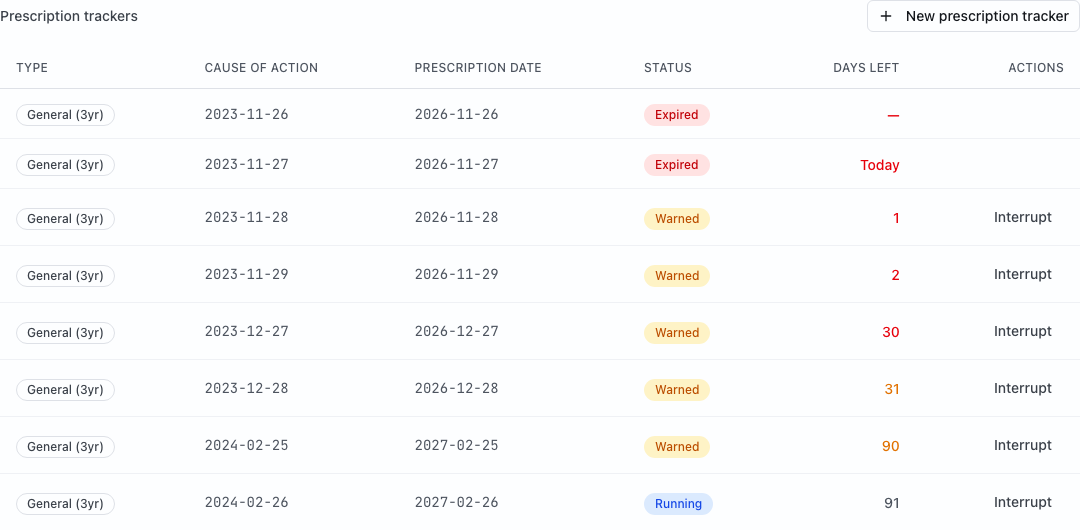 Prescription trackers
+ New prescription tracker
TYPE CAUSE OF ACTION PRESCRIPTION DATE STATUS DAYS LEFT ACTIONS
General (3yr) 2023-11-26 2026-11-26 Expired —
General (3yr) 2023-11-27 2026-11-27 Expired Today
General (3yr) 2023-11-28 2026-11-28 Warned 1 Interrupt
General (3yr) 2023-11-29 2026-11-29 Warned 2 Interrupt
General (3yr) 2023-12-27 2026-12-27 Warned 30 Interrupt
General (3yr) 2023-12-28 2026-12-28 Warned 31 Interrupt
General (3yr) 2024-02-25 2027-02-25 Warned 90 Interrupt
General (3yr) 2024-02-26 2027-02-26 Running 91 Interrupt